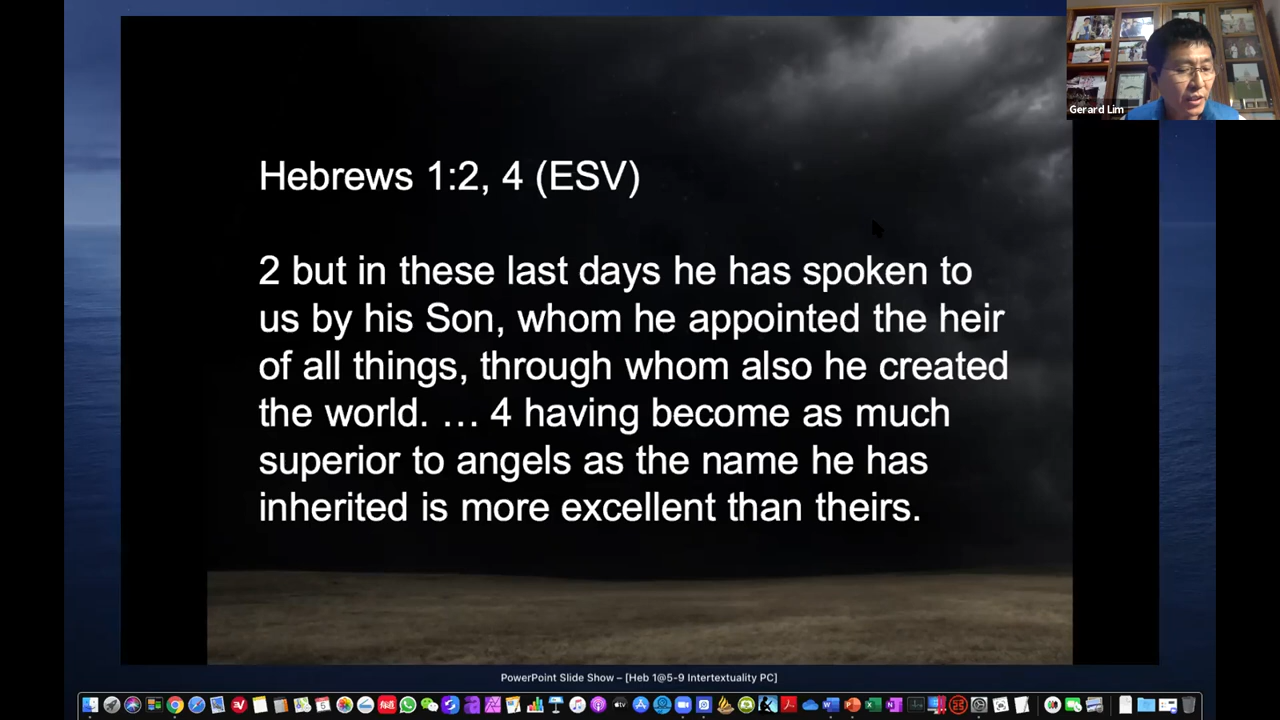 Gerard Lim
Hebrews 1:2, 4 (ESV)
2 but in these last days he has spoken to
us by his Son, whom he appointed the heir
of all things, through whom also he created
the world. … 4 having become as much
superior to angels as the name he has
inherited is more excellent than theirs.
PowerPoint Slide Show – [Heb 1@5-9 Intertextuality PC]